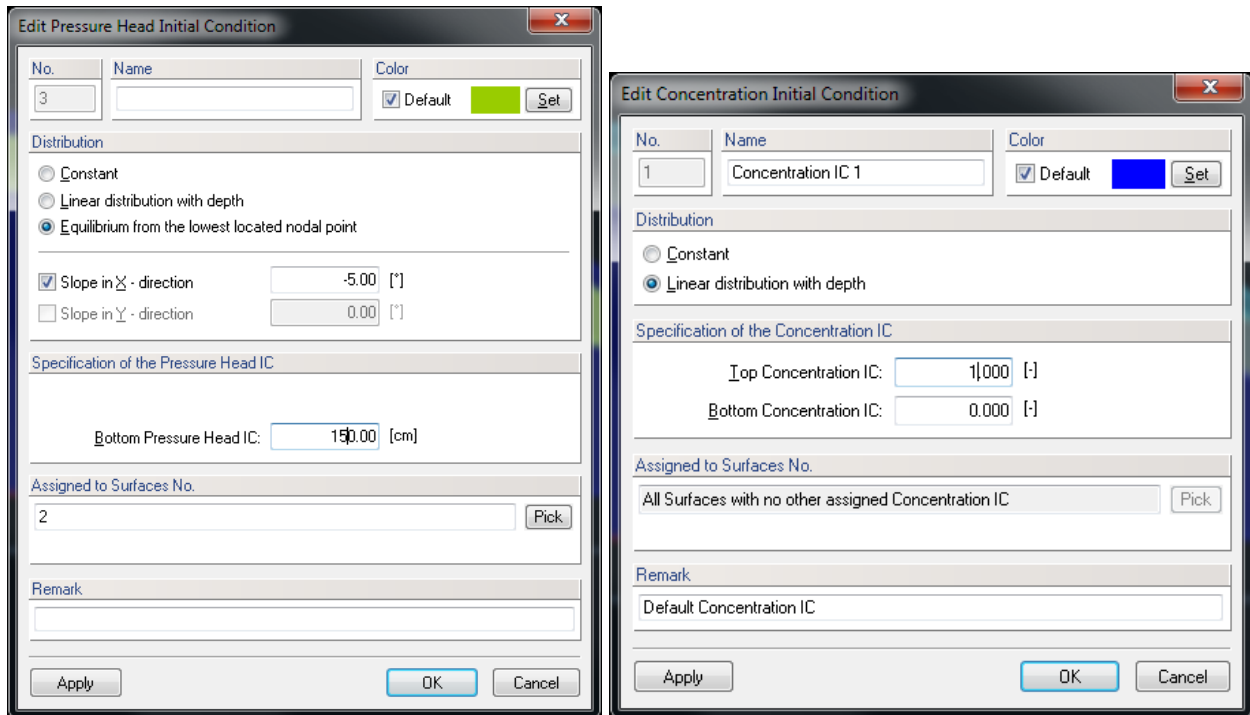 Edit Pressure Head Initial Condition
No. Name Color
3 Default Set
Distribution
Constant
Linear distribution with depth
Equilibrium from the lowest located nodal point
Slope in X - direction -5.00 [°]
Slope in Y - direction 0.00 [°]
Specification of the Pressure Head IC
Bottom Pressure Head IC: 150.00 [cm]
Assigned to Surfaces No.
2 Pick
Remark
Apply OK Cancel
Edit Concentration Initial Condition
No. Name Color
1 Concentration IC 1 Default Set
Distribution
Constant
Linear distribution with depth
Specification of the Concentration IC
Top Concentration IC: 1.000 [-]
Bottom Concentration IC: 0.000 [-]
Assigned to Surfaces No.
All Surfaces with no other assigned Concentration IC Pick
Remark
Default Concentration IC
Apply OK Cancel